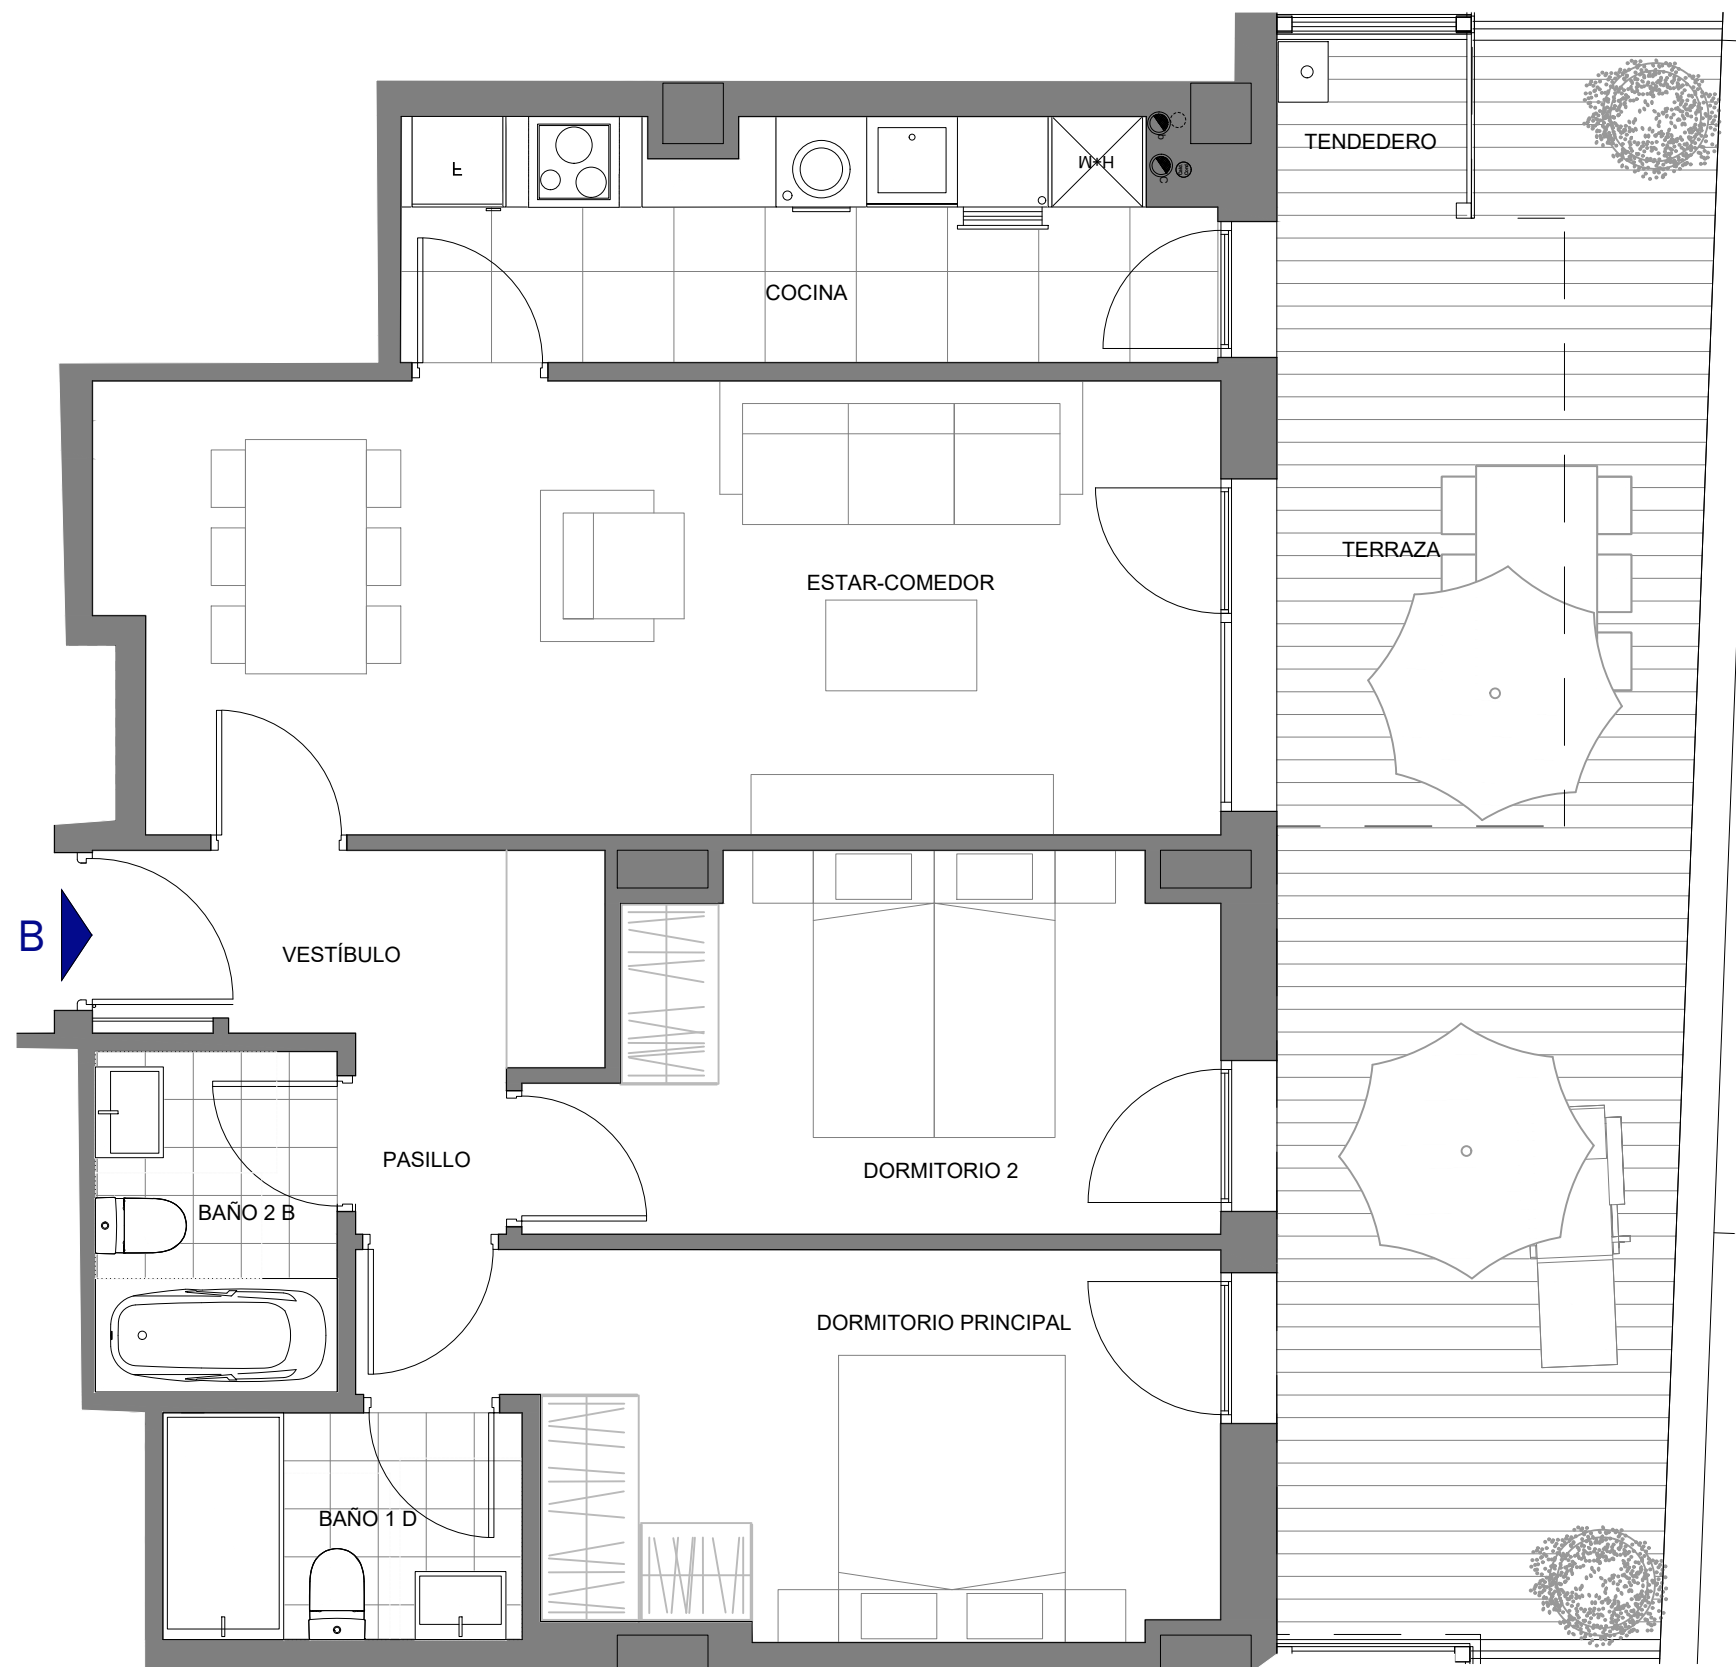 TENDEDERO
F
H+M
COCINA
TERRAZA
ESTAR-COMEDOR
B
VESTÍBULO
PASILLO
DORMITORIO 2
BAÑO 2 B
DORMITORIO PRINCIPAL
BAÑO 1 D